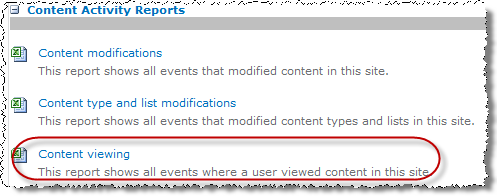 Content Activity Reports
Content modifications
This report shows all events that modified content in this site.
Content type and list modifications
This report shows all events that modified content types and lists in this site.
Content viewing
This report shows all events where a user viewed content in this site